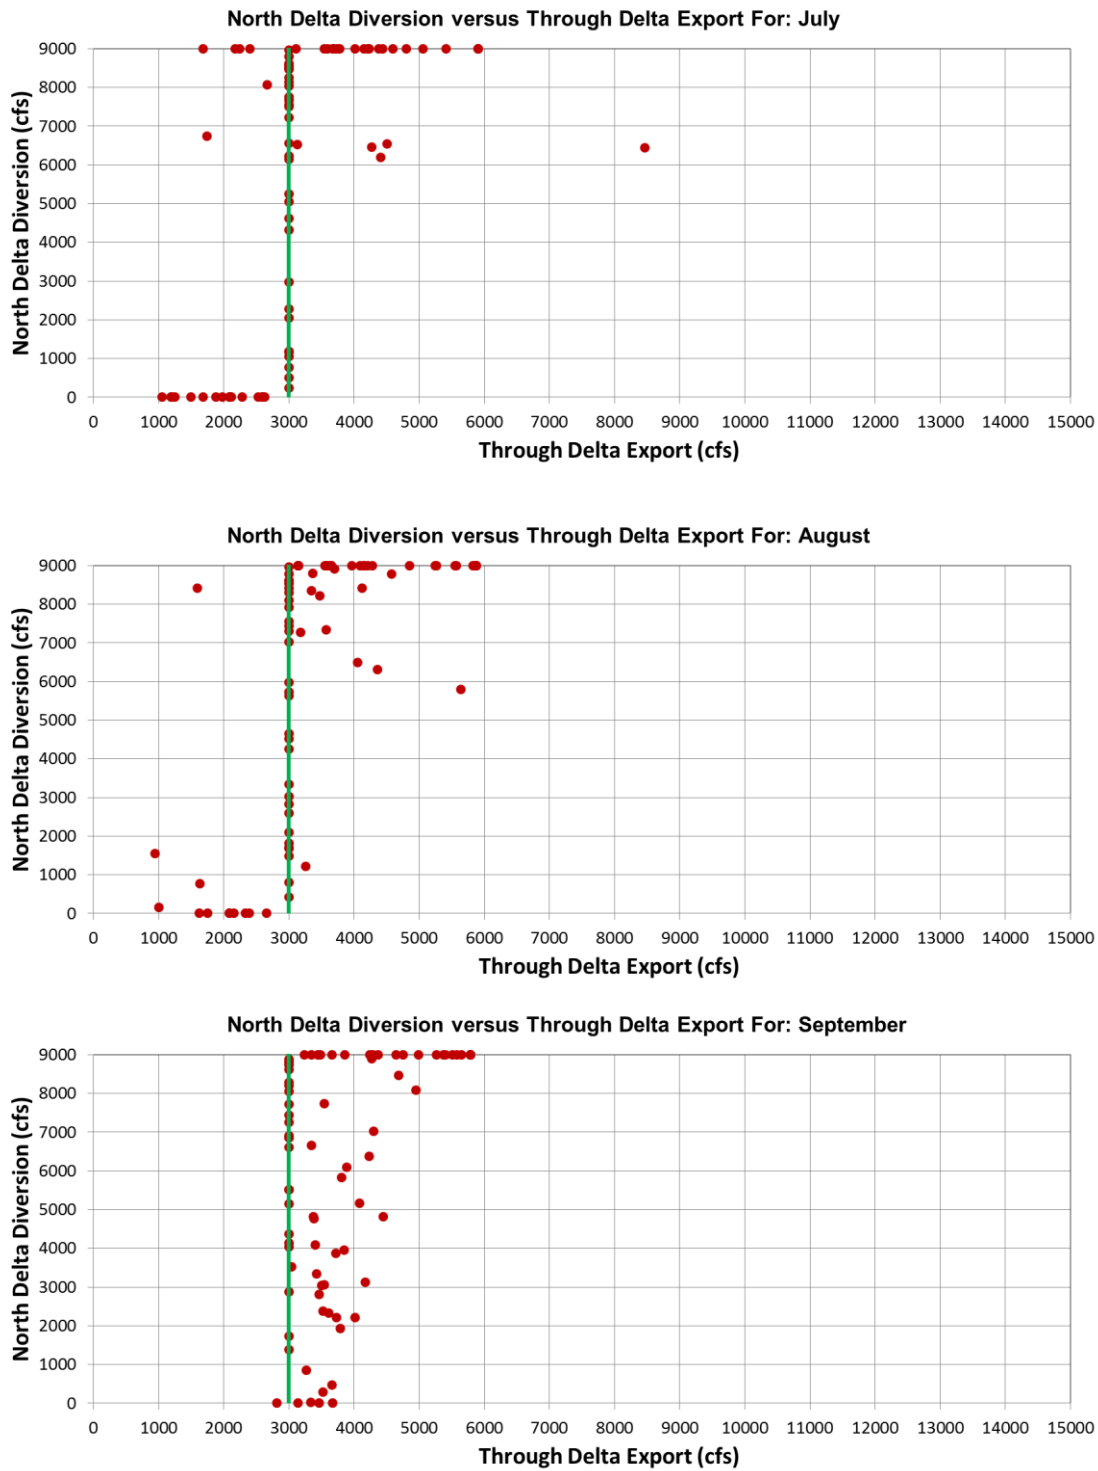 North Delta Diversion versus Through Delta Export For: July
North Delta Diversion (cfs)
9000
8000
7000
6000
5000
4000
3000
2000
1000
0
0 1000 2000 3000 4000 5000 6000 7000 8000 9000 10000 11000 12000 13000 14000 15000
Through Delta Export (cfs)
North Delta Diversion versus Through Delta Export For: August
North Delta Diversion (cfs)
9000
8000
7000
6000
5000
4000
3000
2000
1000
0
0 1000 2000 3000 4000 5000 6000 7000 8000 9000 10000 11000 12000 13000 14000 15000
Through Delta Export (cfs)
North Delta Diversion versus Through Delta Export For: September
North Delta Diversion (cfs)
9000
8000
7000
6000
5000
4000
3000
2000
1000
0
0 1000 2000 3000 4000 5000 6000 7000 8000 9000 10000 11000 12000 13000 14000 15000
Through Delta Export (cfs)